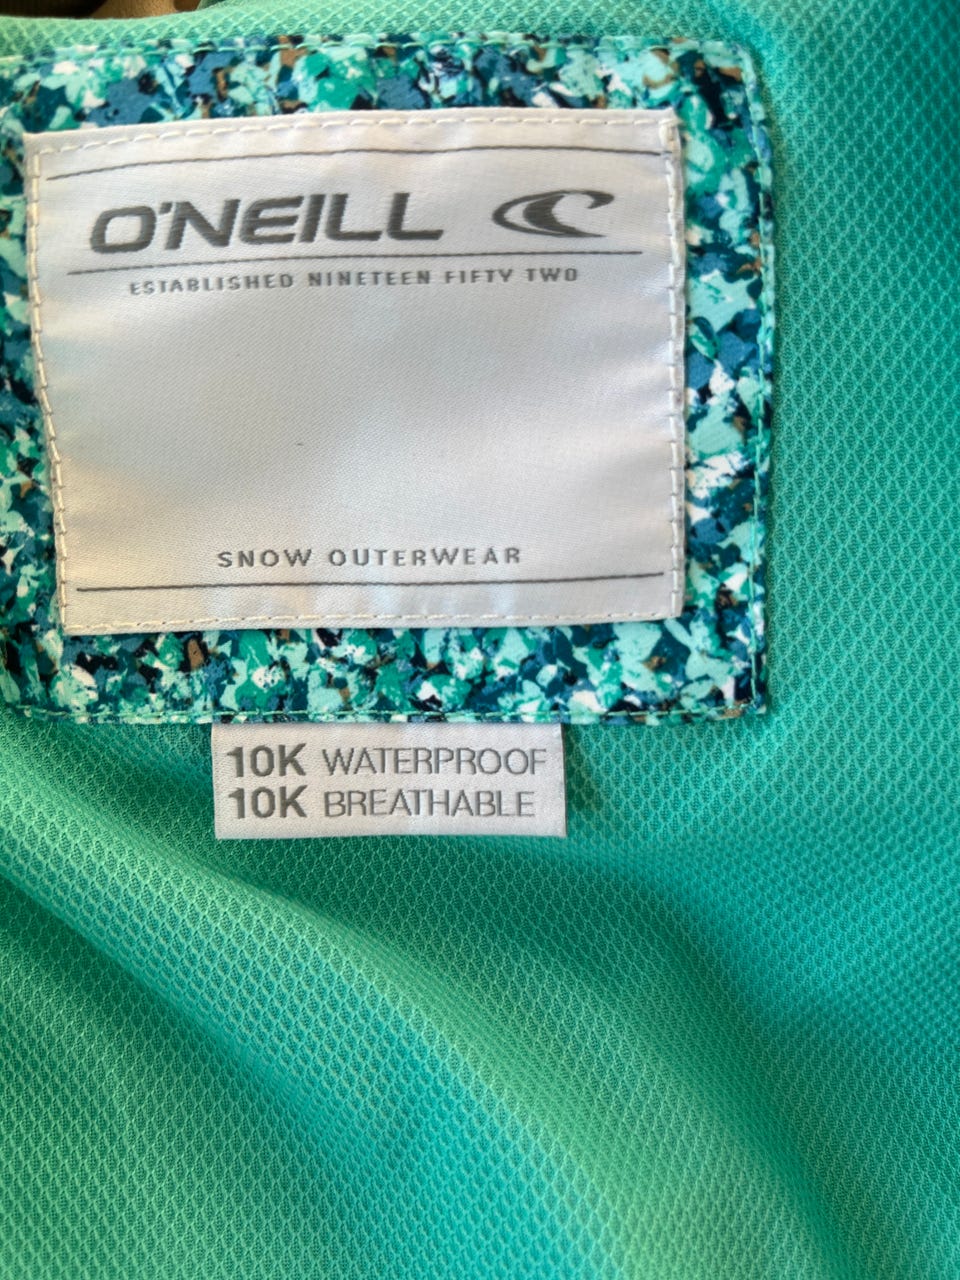 O'NEILL
ESTABLISHED NINETEEN FIFTY TWO
SNOW OUTERWEAR
10K WATERPROOF
10K BREATHABLE